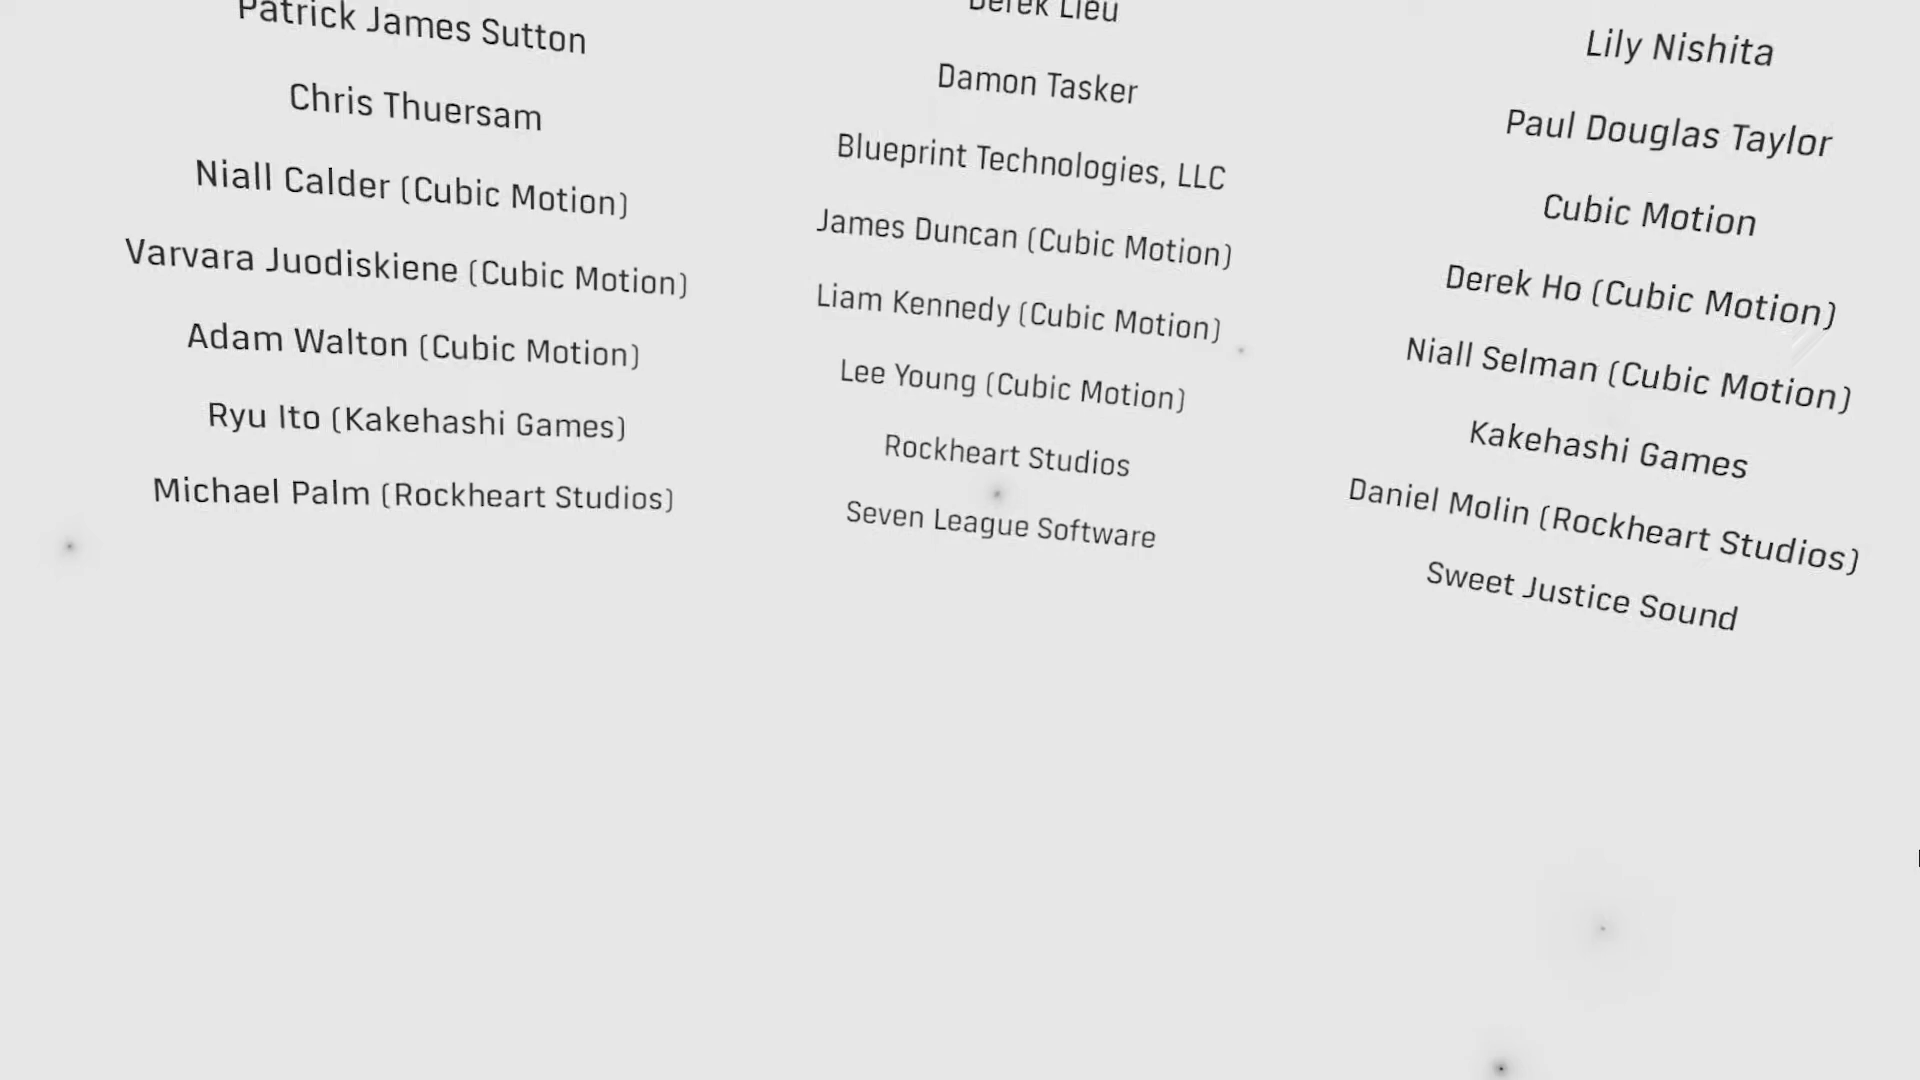 Patrick James Sutton
Chris Thuersam
Niall Calder (Cubic Motion)
Varvara Juodiskiene (Cubic Motion)
Adam Walton (Cubic Motion)
Ryu Ito (Kakehashi Games)
Michael Palm (Rockheart Studios)
Derek Lieu
Damon Tasker
Blueprint Technologies, LLC
James Duncan (Cubic Motion)
Liam Kennedy (Cubic Motion)
Lee Young (Cubic Motion)
Rockheart Studios
Seven League Software
Lily Nishita
Paul Douglas Taylor
Cubic Motion
Derek Ho (Cubic Motion)
Niall Selman (Cubic Motion)
Kakehashi Games
Daniel Molin (Rockheart Studios)
Sweet Justice Sound